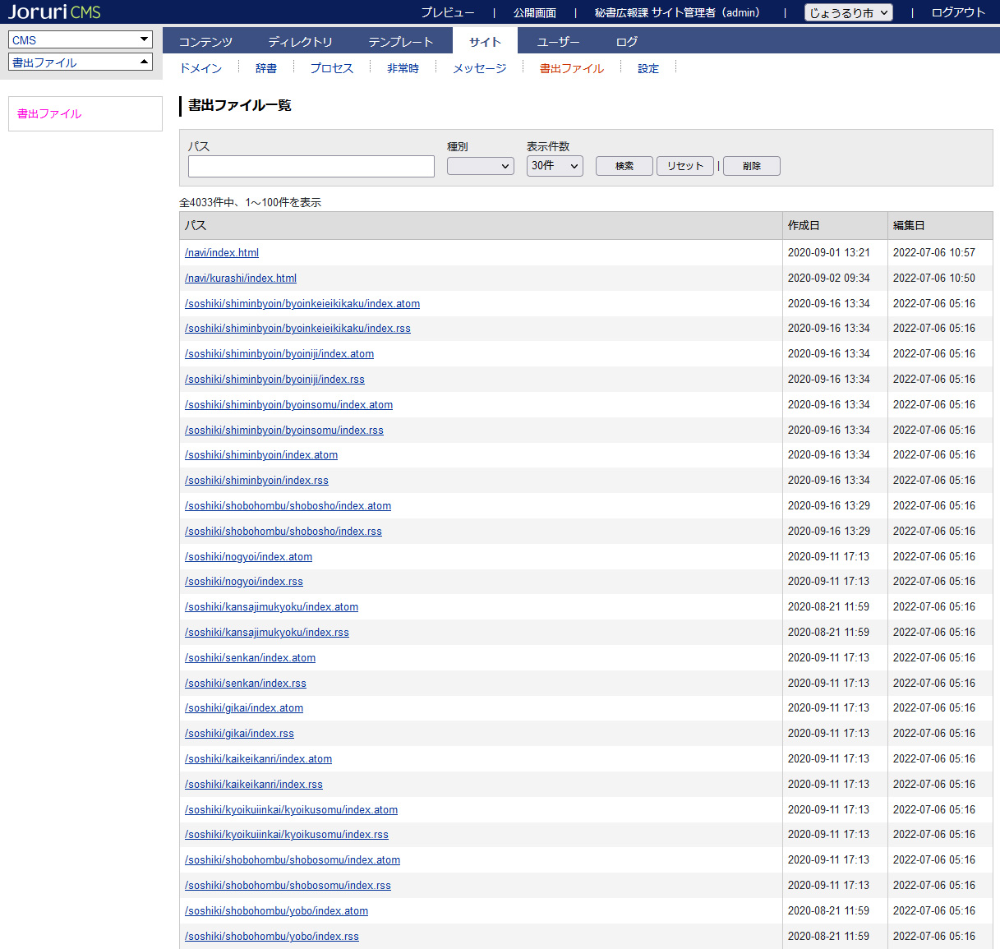 Joruri CMS プレビュー | 公開画面 | 秘書広報課 サイト管理者（admin） | じょうるり市 | ログアウト
CMS
書出ファイル
コンテンツ ディレクトリ テンプレート サイト ユーザー ログ
ドメイン 辞書 プロセス 非常時 メッセージ 書出ファイル 設定
書出ファイル
書出ファイル一覧
パス 種別 表示件数
30件 検索 リセット | 削除
全4033件中、1～100件を表示
パス 作成日 編集日
/navi/index.html 2020-09-01 13:21 2022-07-06 10:57
/navi/kurashi/index.html 2020-09-02 09:34 2022-07-06 10:50
/soshiki/shiminbyoin/byoinkeieikikaku/index.atom 2020-09-16 13:34 2022-07-06 05:16
/soshiki/shiminbyoin/byoinkeieikikaku/index.rss 2020-09-16 13:34 2022-07-06 05:16
/soshiki/shiminbyoin/byoiniji/index.atom 2020-09-16 13:34 2022-07-06 05:16
/soshiki/shiminbyoin/byoiniji/index.rss 2020-09-16 13:34 2022-07-06 05:16
/soshiki/shiminbyoin/byoinsomu/index.atom 2020-09-16 13:34 2022-07-06 05:16
/soshiki/shiminbyoin/byoinsomu/index.rss 2020-09-16 13:34 2022-07-06 05:16
/soshiki/shiminbyoin/index.atom 2020-09-16 13:34 2022-07-06 05:16
/soshiki/shiminbyoin/index.rss 2020-09-16 13:34 2022-07-06 05:16
/soshiki/shobohombu/shobosho/index.atom 2020-09-16 13:29 2022-07-06 05:16
/soshiki/shobohombu/shobosho/index.rss 2020-09-16 13:29 2022-07-06 05:16
/soshiki/nogyoi/index.atom 2020-09-11 17:13 2022-07-06 05:16
/soshiki/nogyoi/index.rss 2020-09-11 17:13 2022-07-06 05:16
/soshiki/kansajimukyoku/index.atom 2020-08-21 11:59 2022-07-06 05:16
/soshiki/kansajimukyoku/index.rss 2020-08-21 11:59 2022-07-06 05:16
/soshiki/senkan/index.atom 2020-09-11 17:13 2022-07-06 05:16
/soshiki/senkan/index.rss 2020-09-11 17:13 2022-07-06 05:16
/soshiki/gikai/index.atom 2020-09-11 17:13 2022-07-06 05:16
/soshiki/gikai/index.rss 2020-09-11 17:13 2022-07-06 05:16
/soshiki/kaikeikanri/index.atom 2020-09-11 17:13 2022-07-06 05:16
/soshiki/kaikeikanri/index.rss 2020-09-11 17:13 2022-07-06 05:16
/soshiki/kyoikuiinkai/kyoikusomu/index.atom 2020-09-11 17:13 2022-07-06 05:16
/soshiki/kyoikuiinkai/kyoikusomu/index.rss 2020-09-11 17:13 2022-07-06 05:16
/soshiki/shobohombu/shobosomu/index.atom 2020-09-11 17:13 2022-07-06 05:16
/soshiki/shobohombu/shobosomu/index.rss 2020-09-11 17:13 2022-07-06 05:16
/soshiki/shobohombu/yobo/index.atom 2020-08-21 11:59 2022-07-06 05:16
/soshiki/shobohombu/yobo/index.rss 2020-08-21 11:59 2022-07-06 05:16